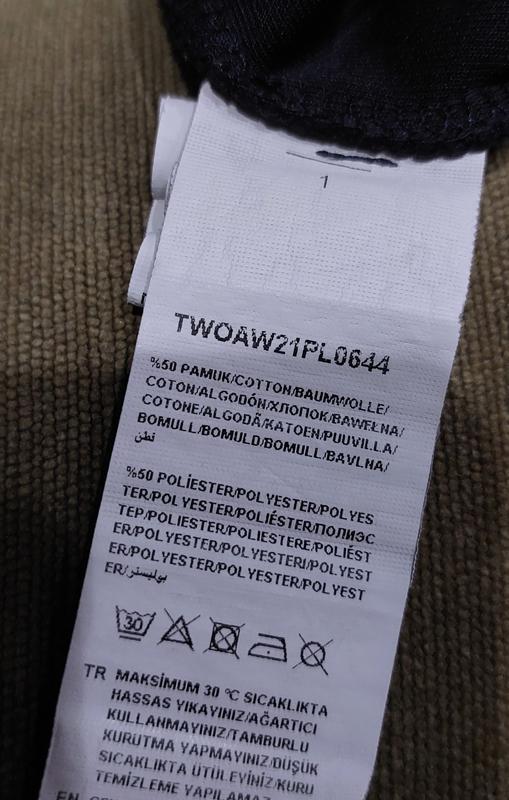 1
TWOAW21PL0644
%50 PAMUK/COTTON/BAUMWOLLE/
COTON/ALGODÓN/ХЛОПОК/BAWEŁNA/
COTONE/ALGODÃ/KATOEN/PUUVILLA/
BOMULL/BOMULD/BOMULL/BAVLNA/
قطن
%50 POLİESTER/POLYESTER/POLYES
TER/POLYESTER/POLIÉSTER/ПОЛИЭС
ТЕР/POLIESTER/POLIESTERE/POLIÉST
ER/POLYESTER/POLYESTERI/POLYEST
ER/POLYESTER/POLYESTER/POLYEST
ER/بوليستر
30
TR MAKSİMUM 30 °C SICAKLIKTA
HASSAS YIKAYINIZ/AĞARTICI
KULLANMAYINIZ/TAMBURLU
KURUTMA YAPMAYINIZ/DÜŞÜK
SICAKLIKTA ÜTÜLEYİNİZ/KURU
TEMİZLEME YAPILAMAZ
EN